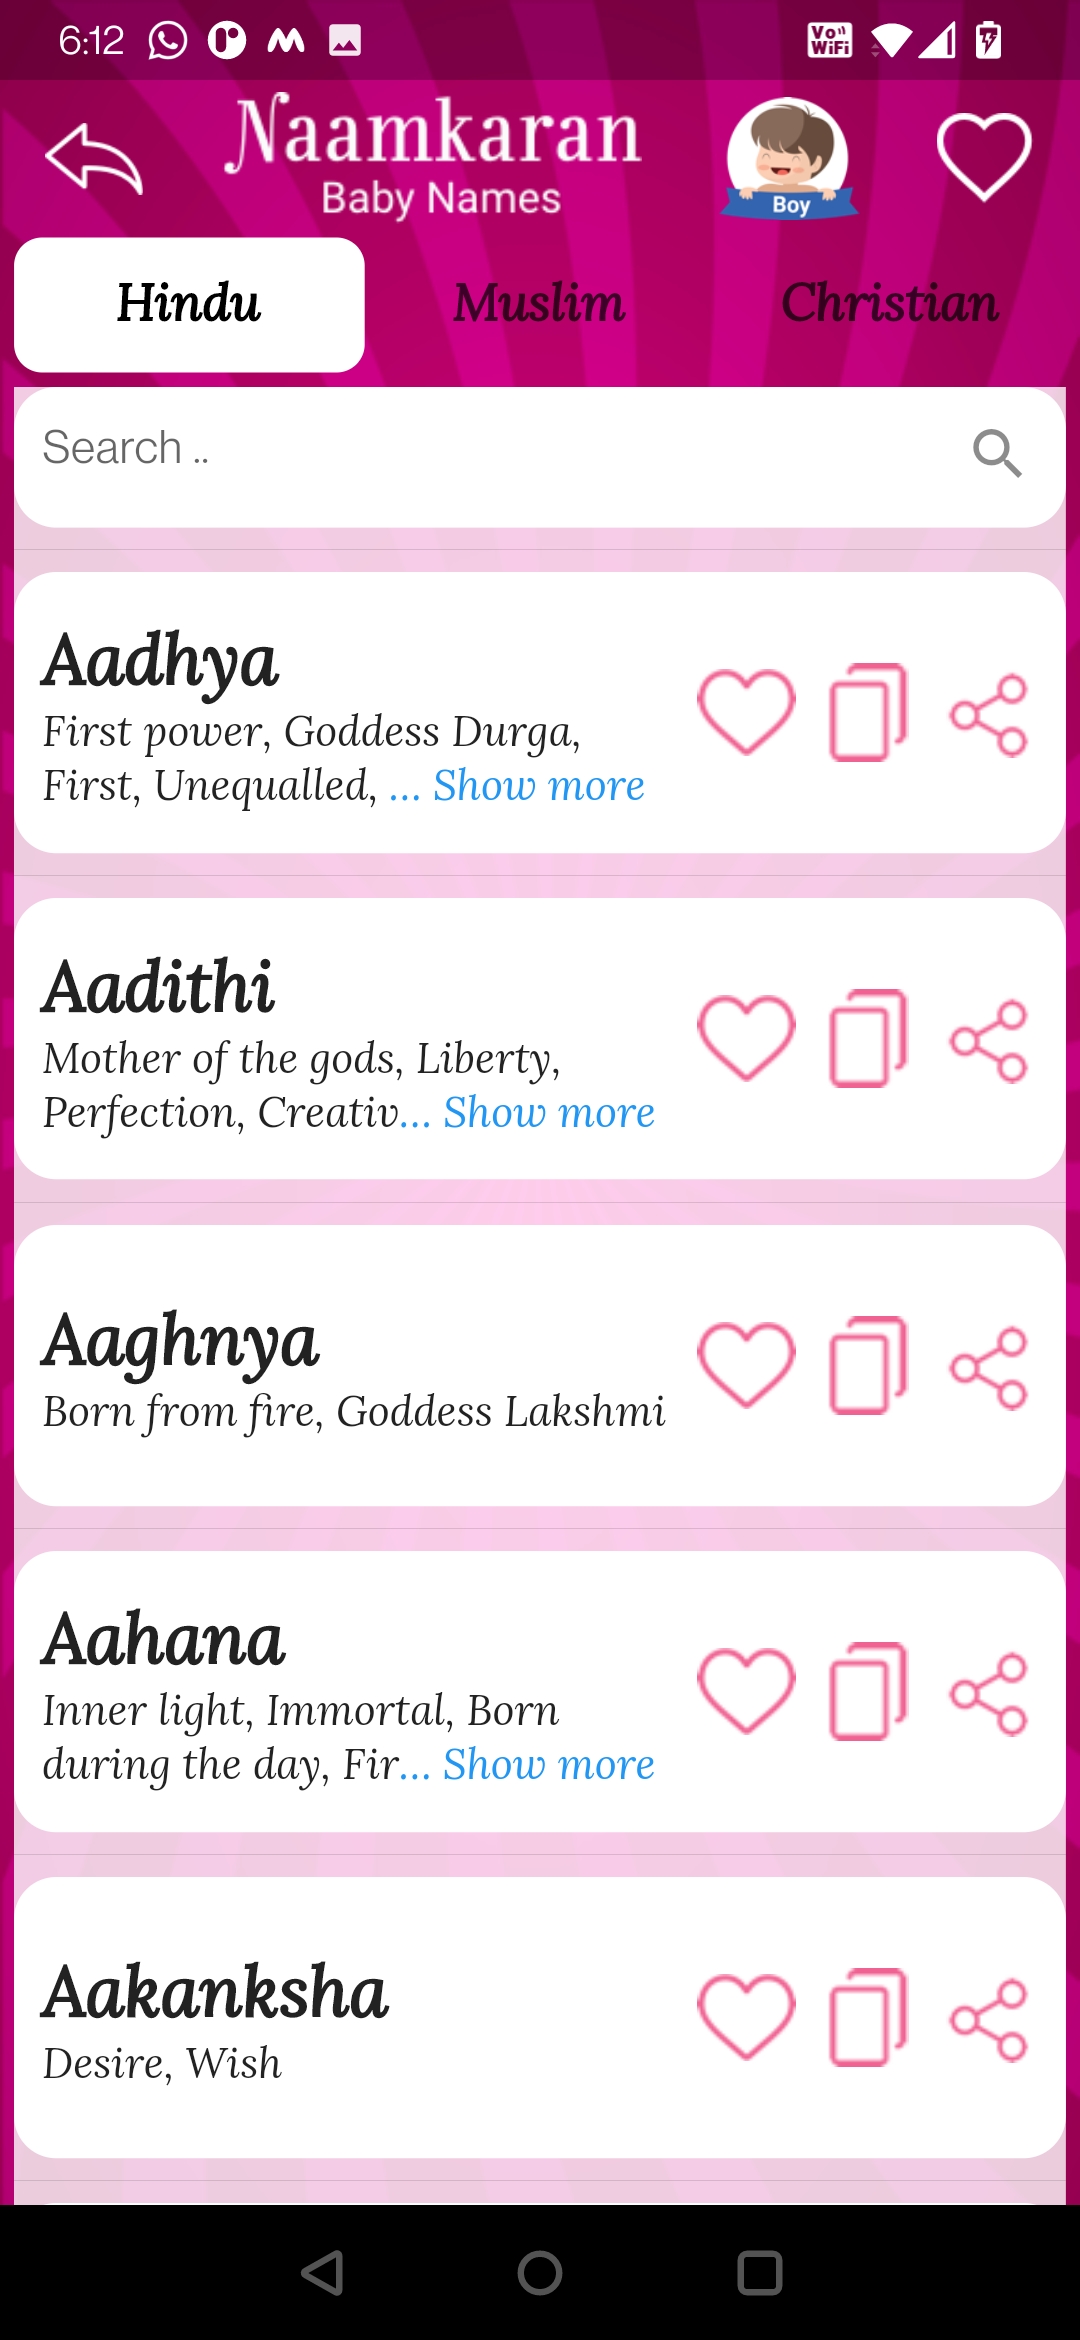 6:12
Vo WiFi
Naamkaran
Baby Names
Boy
Hindu Muslim Christian
Search ..
Aadhya
First power, Goddess Durga,
First, Unequalled, ... Show more
Aadithi
Mother of the gods, Liberty,
Perfection, Creativ... Show more
Aaghnya
Born from fire, Goddess Lakshmi
Aahana
Inner light, Immortal, Born
during the day, Fir... Show more
Aakanksha
Desire, Wish